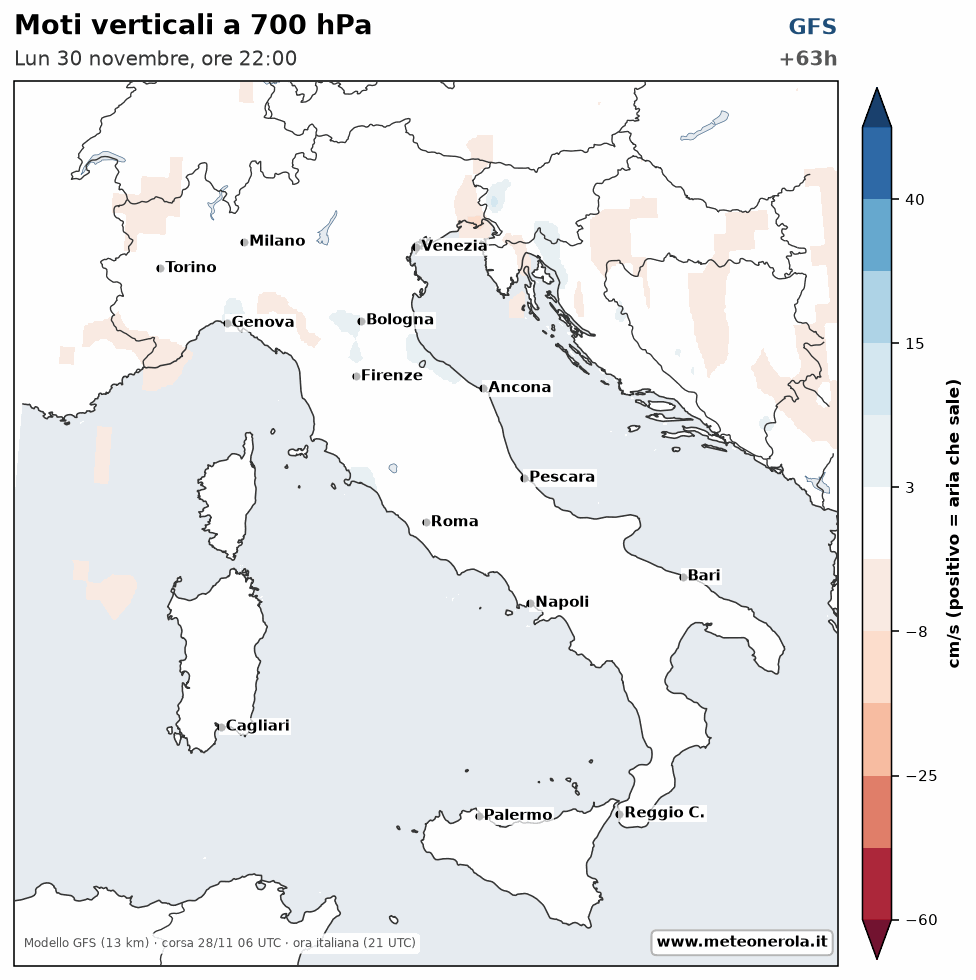 Moti verticali a 700 hPa
GFS
Lun 30 novembre, ore 22:00
+63h
Milano
Venezia
Torino
Genova
Bologna
Firenze
Ancona
Pescara
Roma
Bari
Napoli
Cagliari
Palermo
Reggio C.
40
15
3
−8
−25
−60
cm/s (positivo = aria che sale)
Modello GFS (13 km) · corsa 28/11 06 UTC · ora italiana (21 UTC)
www.meteonerola.it